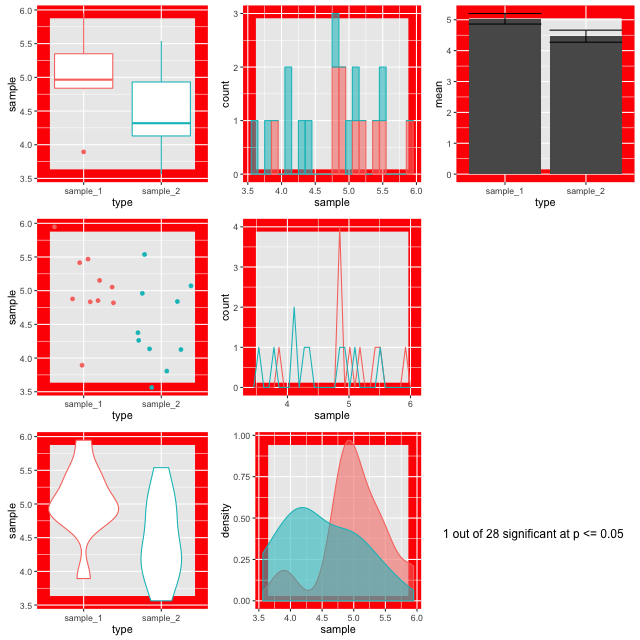 6.0
5.5
5.0
4.5
4.0
3.5
sample
sample_1 sample_2
type
3
2
1
0
count
3.5 4.0 4.5 5.0 5.5 6.0
sample
5
4
3
2
1
0
mean
sample_1 sample_2
type
6.0
5.5
5.0
4.5
4.0
3.5
sample
sample_1 sample_2
type
4
3
2
1
0
count
4 5 6
sample
6.0
5.5
5.0
4.5
4.0
3.5
sample
sample_1 sample_2
type
1.00
0.75
0.50
0.25
0.00
density
3.5 4.0 4.5 5.0 5.5 6.0
sample
1 out of 28 significant at p <= 0.05